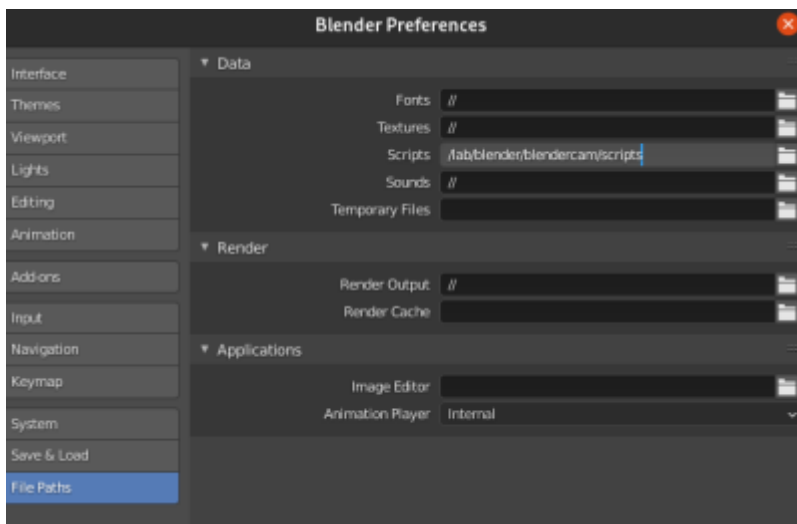 Blender Preferences
Interface
Themes
Viewport
Lights
Editing
Animation
Add-ons
Input
Navigation
Keymap
System
Save & Load
File Paths
Data
Fonts //
Textures //
Scripts /lab/blender/blendercam/scripts
Sounds //
Temporary Files
Render
Render Output //
Render Cache
Applications
Image Editor
Animation Player Internal